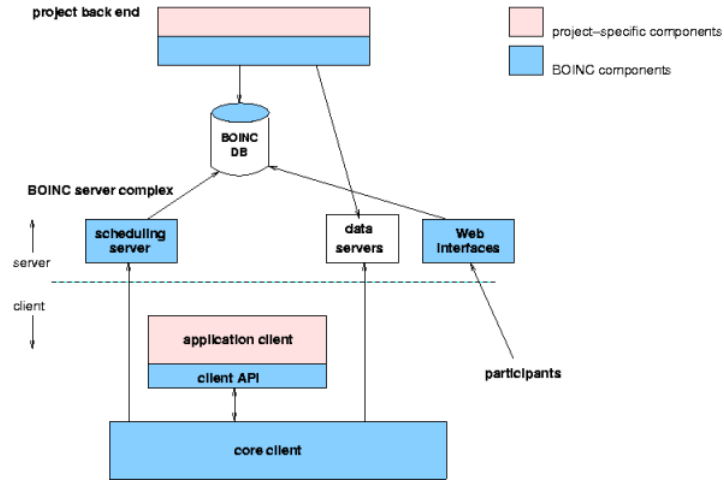 project back end
project–specific components
BOINC components
BOINC
DB
BOINC server complex
scheduling
server
data
servers
Web
interfaces
server
client
application client
client API
participants
core client